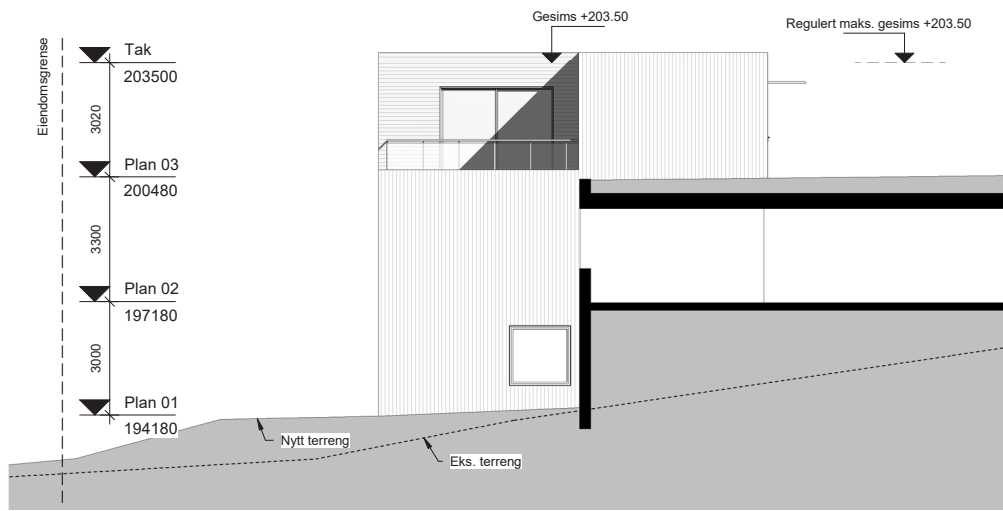 Gesims +203.50
Regulert maks. gesims +203.50
Eiendomsgrense
Tak
203500
3020
Plan 03
200480
3300
Plan 02
197180
3000
Plan 01
194180
Nytt terreng
Eks. terreng